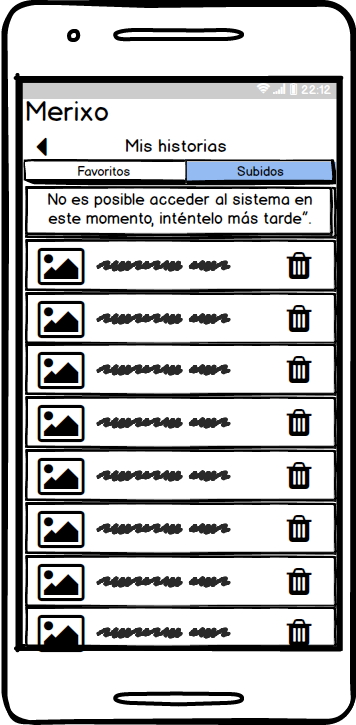 22:12
Merixo
Mis historias
Favoritos Subidos
No es posible acceder al sistema en
este momento, inténtelo más tarde”.